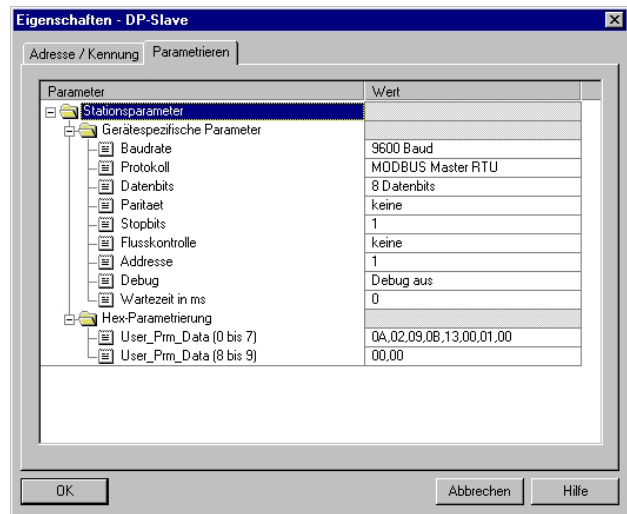 Eigenschaften - DP-Slave
Adresse / Kennung Parametrieren
Parameter Wert
Stationsparameter
Gerätespezifische Parameter
Baudrate 9600 Baud
Protokoll MODBUS Master RTU
Datenbits 8 Datenbits
Paritaet keine
Stopbits 1
Flusskontrolle keine
Addresse 1
Debug Debug aus
Wartezeit in ms 0
Hex-Parametrierung
User_Prm_Data (0 bis 7) 0A,02,09,0B,13,00,01,00
User_Prm_Data (8 bis 9) 00,00
OK Abbrechen Hilfe